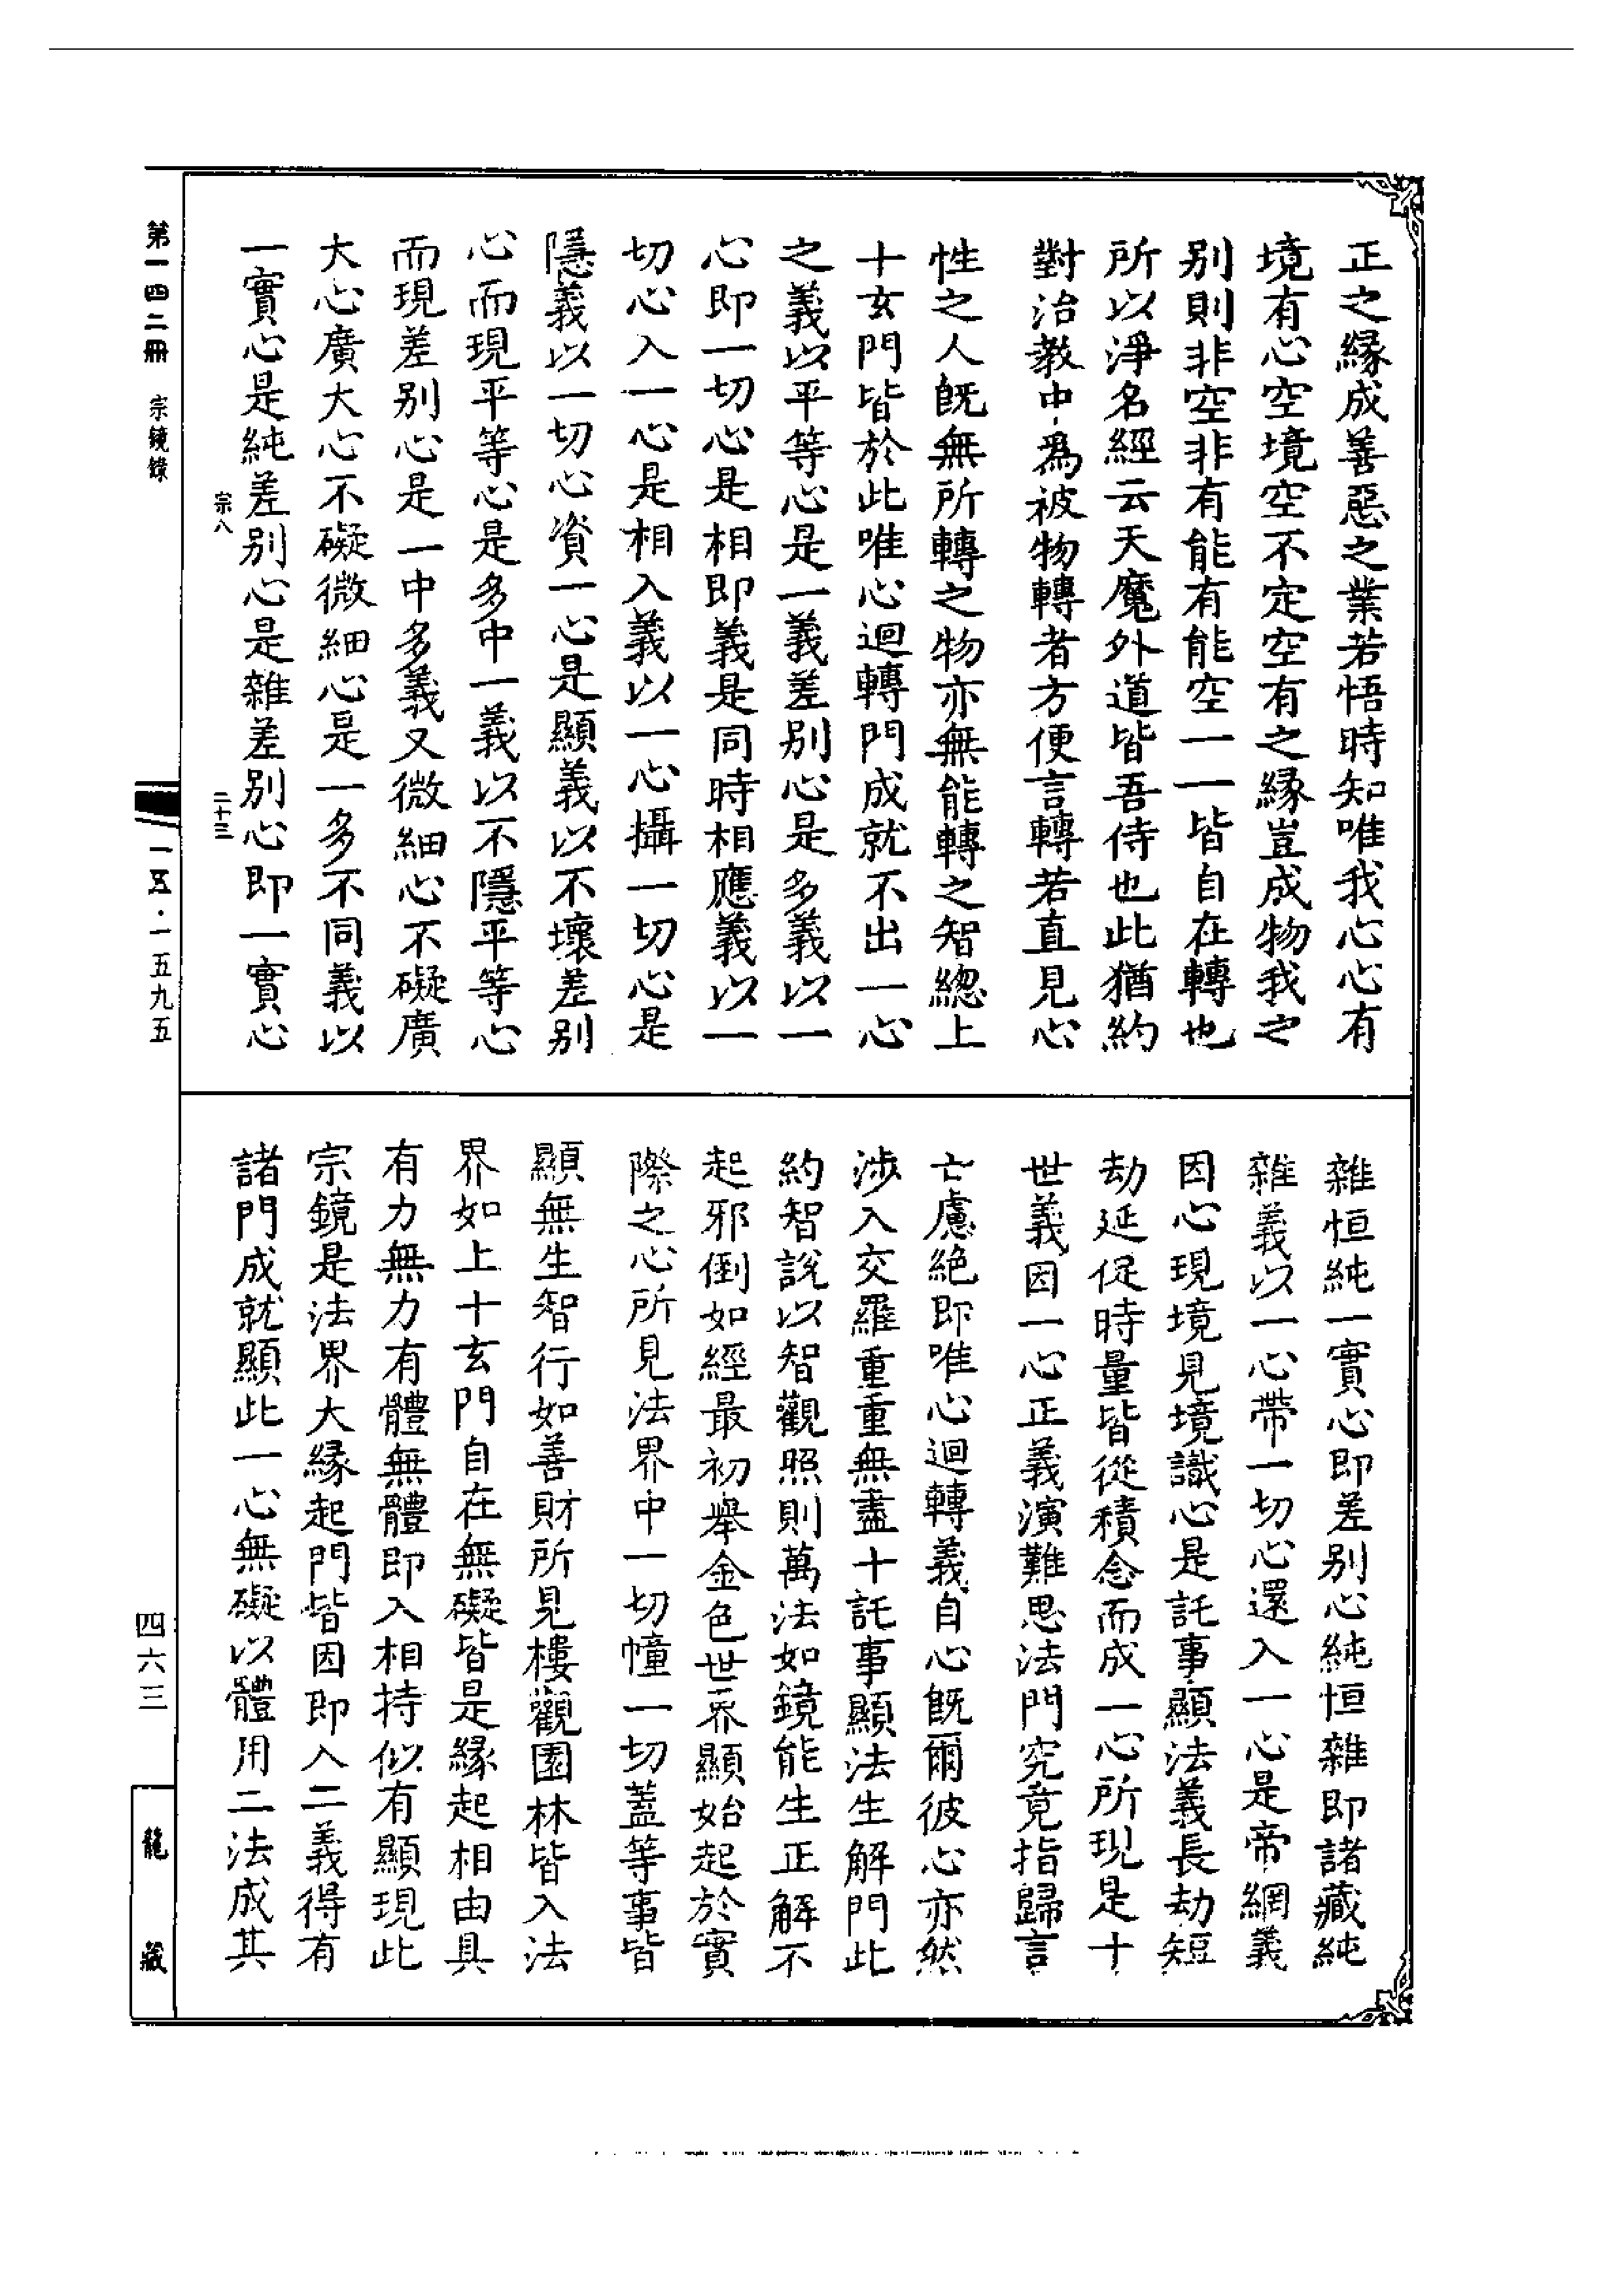 正之緣成善惡之業若悟時知唯我心心有
境有心空境空不定空有之緣豈成物我之
別則非空非有能有能空一一皆自在轉也
所以淨名經云天魔外道皆吾侍也此猶約
對治教中爲被物轉者方便言轉若直見心
性之人既無所轉之物亦無能轉之智緫上
十玄門皆於此唯心迴轉門成就不出一心
之義以平等心是一義差別心是多義以一
心即一切心是相即義是同時相應義以一
切心入一心是相入義以一心攝一切心是
隱義以一切心資一心是顯義以不壞差別
心而現平等心是多中一義以不隱平等心
而現差別心是一中多義又微細心不礙廣
大心廣大心不礙微細心是一多不同義以
一實心是純差別心是雜差別心即一實心
雜恒純一實心即差別心純恒雜即諸藏純
雜義以一心帶一切心還入一心是帝網義
因心現境見境識心是託事顯法義長劫短
劫延促時量皆從積念而成一心所現是十
世義因一心正義演難思法門究竟指歸言
亡慮絕即唯心迴轉義自心既爾彼心亦然
涉入交羅重重無盡十託事顯法生解門此
約智說以智觀照則萬法如鏡能生正解不
起邪倒如經最初舉金色世界顯始起於實
際之心所見法界中一切幢一切蓋等事皆
顯無生智行如善財所見樓觀園林皆入法
界如上十玄門自在無礙皆是緣起相由具
有力無力有體無體即入相持似有顯現此
宗鏡是法界大緣起門皆因即入二義得有
諸門成就顯此一心無礙以體用二法成其
宗八
二十三
第一四二冊 宗鏡錄
一五·一五九五
四六三
龍藏